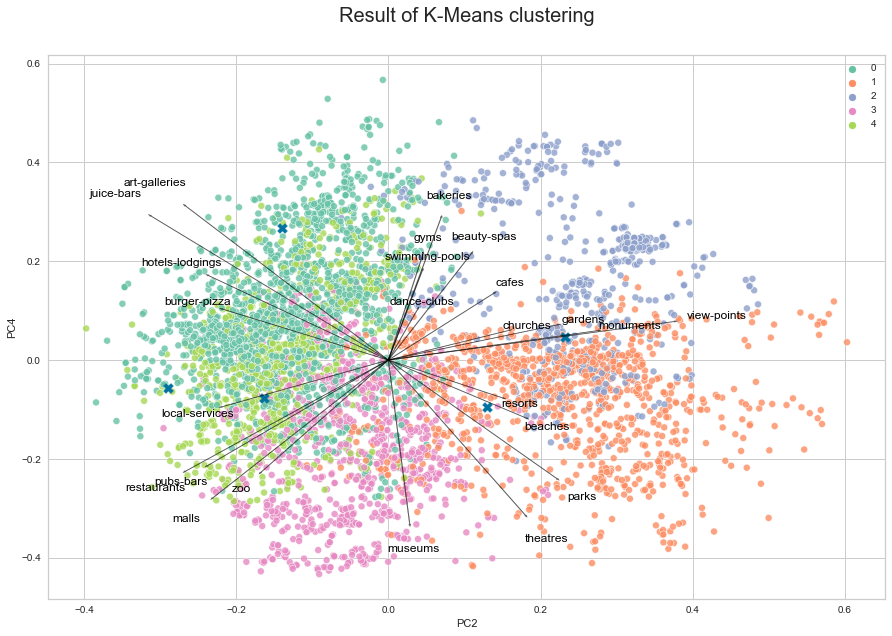 Result of K-Means clustering
0.6
0
1
2
3
4
0.4
art-galleries
juice-bars
bakeries
gyms
beauty-spas
swimming-pools
hotels-lodgings
0.2
cafes
burger-pizza
dance-clubs
view-points
gardens
churches
monuments
PC4
0.0
resorts
local-services
beaches
−0.2
pubs-bars
restaurants
zoo
parks
malls
theatres
museums
−0.4
−0.4
−0.2
0.0
0.2
0.4
0.6
PC2